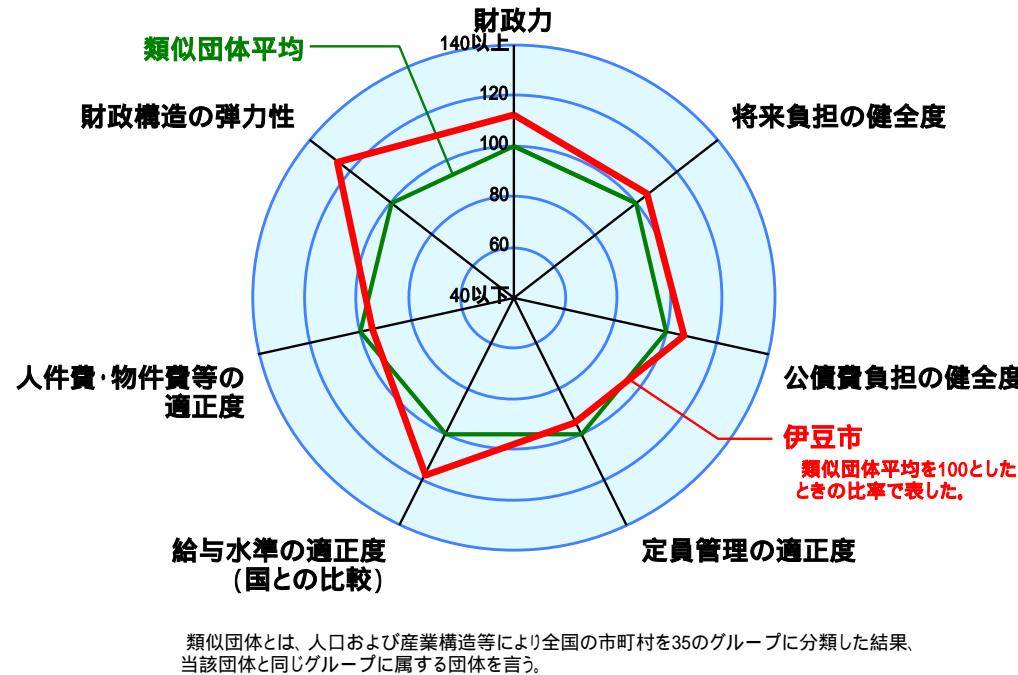 財政力
140以上
類似団体平均
120
財政構造の弾力性
将来負担の健全度
100
80
60
40以下
人件費・物件費等の
適正度
公債費負担の健全度
伊豆市
類似団体平均を100とした
ときの比率で表した。
給与水準の適正度
(国との比較)
定員管理の適正度
類似団体とは、人口および産業構造等により全国の市町村を35のグループに分類した結果、
当該団体と同じグループに属する団体を言う。